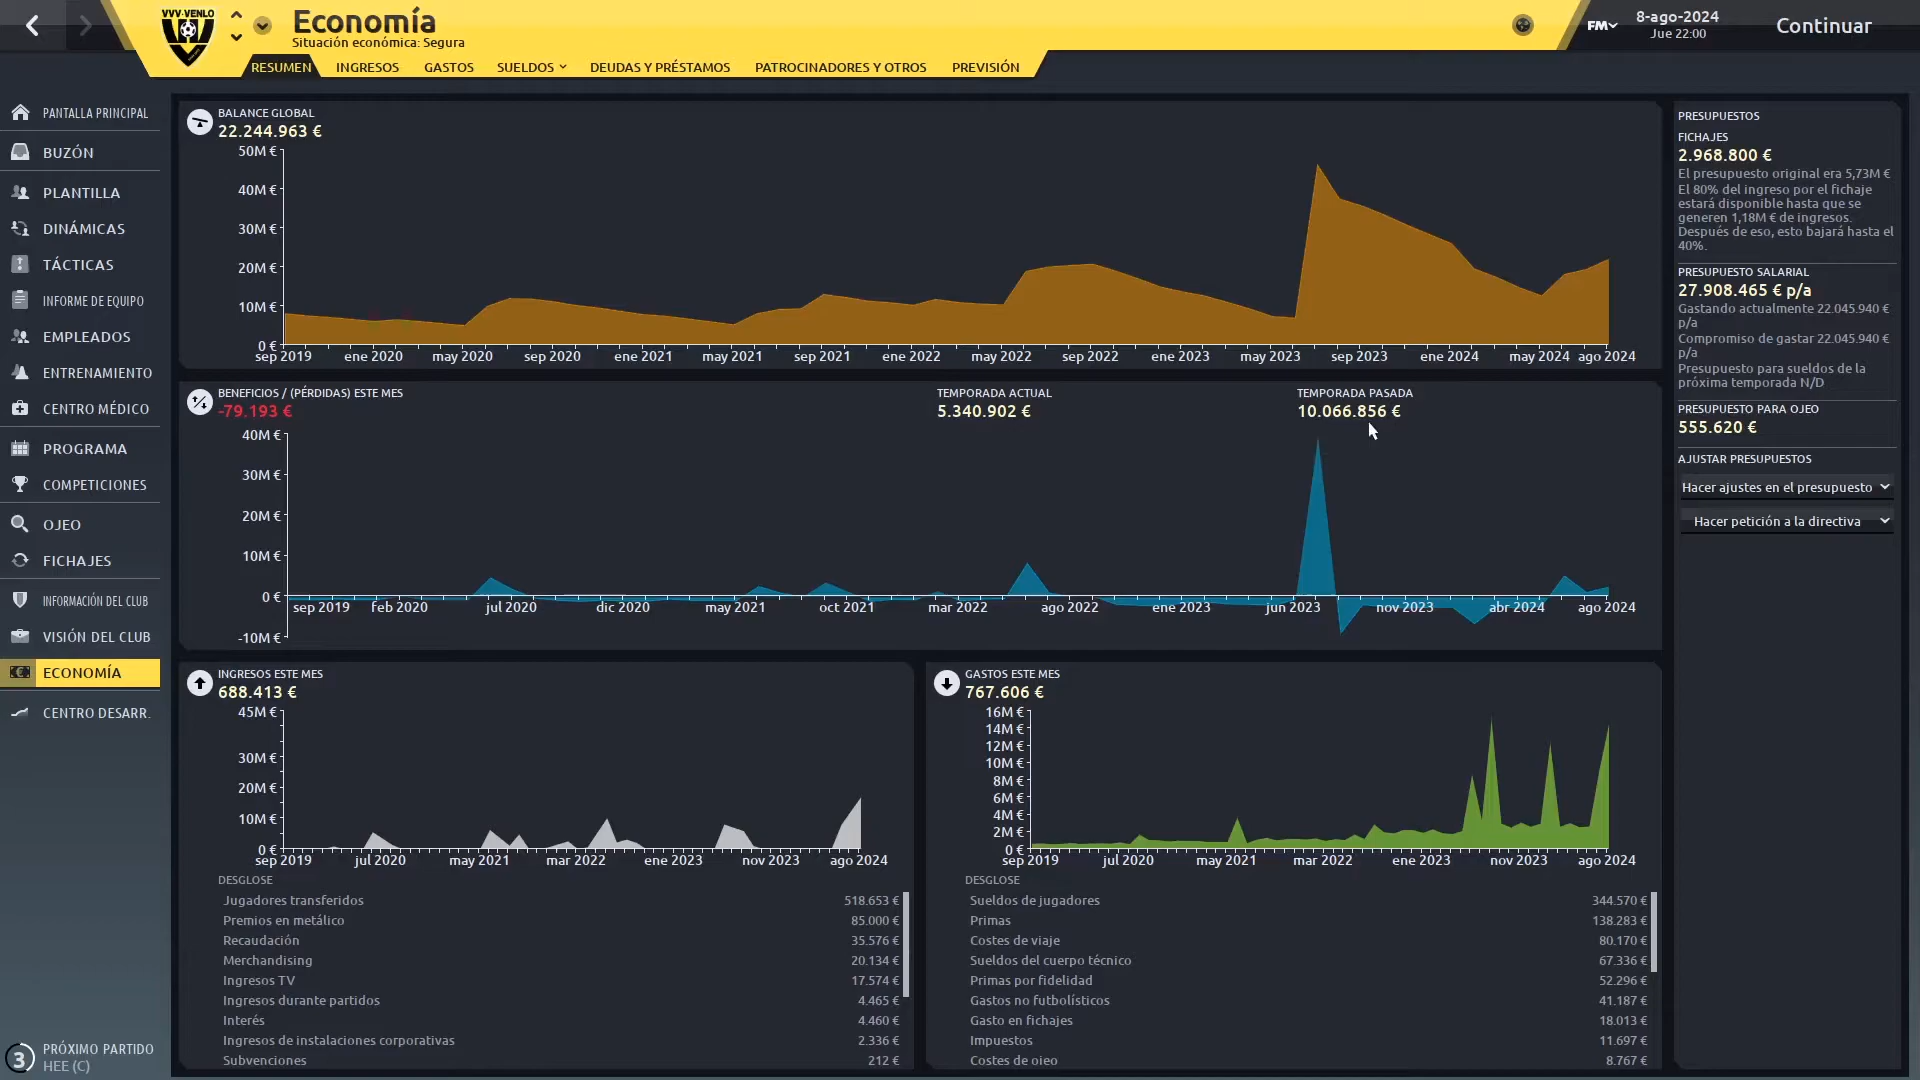 VVV-VENLO
Economía
Situación económica: Segura
FM
8-ago-2024
Jue 22:00
Continuar
RESUMEN
INGRESOS
GASTOS
SUELDOS
DEUDAS Y PRÉSTAMOS
PATROCINADORES Y OTROS
PREVISIÓN
PANTALLA PRINCIPAL
BUZÓN
PLANTILLA
DINÁMICAS
TÁCTICAS
INFORME DE EQUIPO
EMPLEADOS
ENTRENAMIENTO
CENTRO MÉDICO
PROGRAMA
COMPETICIONES
OJEO
FICHAJES
INFORMACIÓN DEL CLUB
VISIÓN DEL CLUB
ECONOMÍA
CENTRO DESARR.
3
PRÓXIMO PARTIDO
HEE (C)
BALANCE GLOBAL
22.244.963 €
50M €
40M €
30M €
20M €
10M €
0 €
sep 2019 ene 2020 may 2020 sep 2020 ene 2021 may 2021 sep 2021 ene 2022 may 2022 sep 2022 ene 2023 may 2023 sep 2023 ene 2024 may 2024 ago 2024
BENEFICIOS / (PÉRDIDAS) ESTE MES
-79.193 €
TEMPORADA ACTUAL
5.340.902 €
TEMPORADA PASADA
10.066.856 €
40M €
30M €
20M €
10M €
0 €
-10M €
sep 2019 feb 2020 jul 2020 dic 2020 may 2021 oct 2021 mar 2022 ago 2022 ene 2023 jun 2023 nov 2023 abr 2024 ago 2024
INGRESOS ESTE MES
688.413 €
45M €
30M €
20M €
10M €
0 €
sep 2019 jul 2020 may 2021 mar 2022 ene 2023 nov 2023 ago 2024
DESGLOSE
Jugadores transferidos 518.653 €
Premios en metálico 85.000 €
Recaudación 35.576 €
Merchandising 20.134 €
Ingresos TV 17.574 €
Ingresos durante partidos 4.465 €
Interés 4.460 €
Ingresos de instalaciones corporativas 2.336 €
Subvenciones 212 €
GASTOS ESTE MES
767.606 €
16M €
14M €
12M €
10M €
8M €
6M €
4M €
2M €
0 €
sep 2019 jul 2020 may 2021 mar 2022 ene 2023 nov 2023 ago 2024
DESGLOSE
Sueldos de jugadores 344.570 €
Primas 138.283 €
Costes de viaje 80.170 €
Sueldos del cuerpo técnico 67.336 €
Primas por fidelidad 52.296 €
Gastos no futbolísticos 41.187 €
Gasto en fichajes 18.013 €
Impuestos 11.697 €
Costes de ojeo 8.767 €
PRESUPUESTOS
FICHAJES
2.968.800 €
El presupuesto original era 5,73M €
El 80% del ingreso por el fichaje
estará disponible hasta que se
generen 1,18M € de ingresos.
Después de eso, esto bajará hasta el
40%.
PRESUPUESTO SALARIAL
27.908.465 € p/a
Gastando actualmente 22.045.940 €
p/a
Compromiso de gastar 22.045.940 €
p/a
Presupuesto para sueldos de la
próxima temporada N/D
PRESUPUESTO PARA OJEO
555.620 €
AJUSTAR PRESUPUESTOS
Hacer ajustes en el presupuesto
Hacer petición a la directiva